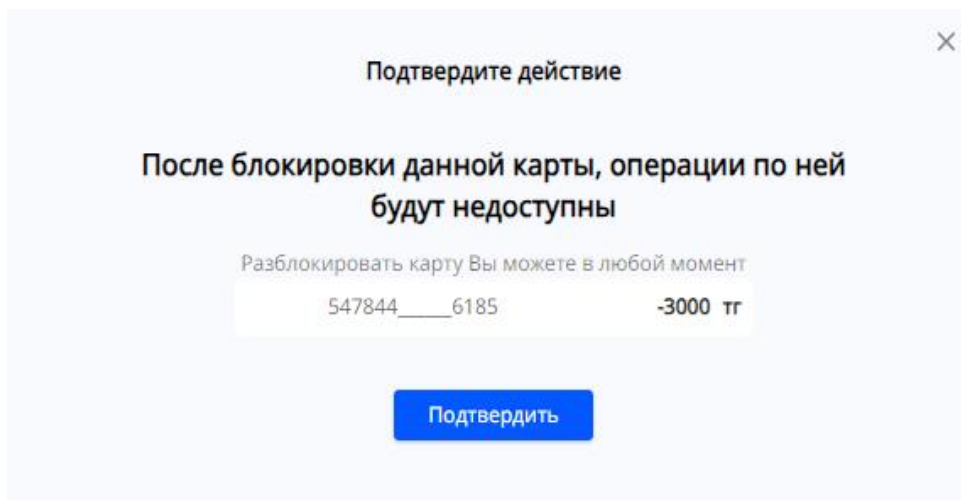 Подтвердите действие
После блокировки данной карты, операции по ней
будут недоступны
Разблокировать карту Вы можете в любой момент
547844______6185 -3000 тг
Подтвердить